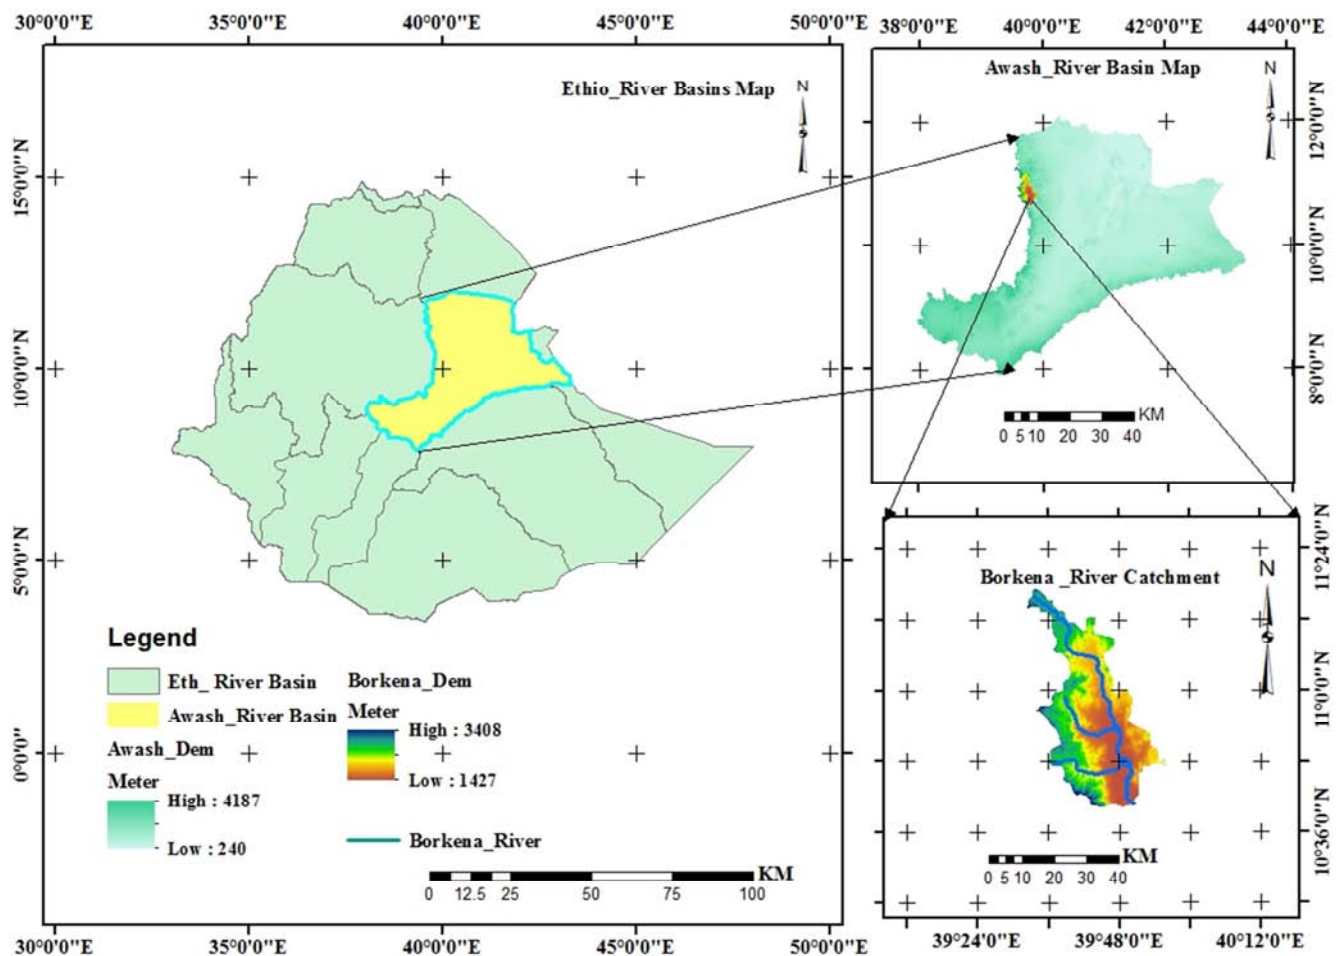 30°0'0"E 35°0'0"E 40°0'0"E 45°0'0"E 50°0'0"E
38°0'0"E 40°0'0"E 42°0'0"E 44°0'0"E
Ethio_River Basins Map
N
Awash_River Basin Map
N
15°0'0"N
10°0'0"N
5°0'0"N
0°0'0"
12°0'0"N
10°0'0"N
8°0'0"N
KM
0 5 10 20 30 40
Borkena _River Catchment
N
11°24'0"N
11°0'0"N
10°36'0"N
KM
0 5 10 20 30 40
39°24'0"E 39°48'0"E 40°12'0"E
Legend
Eth_ River Basin
Awash_River Basin
Awash_Dem
Meter
High : 4187
Low : 240
Borkena_Dem
Meter
High : 3408
Low : 1427
Borkena_River
KM
0 12.5 25 50 75 100
30°0'0"E 35°0'0"E 40°0'0"E 45°0'0"E 50°0'0"E